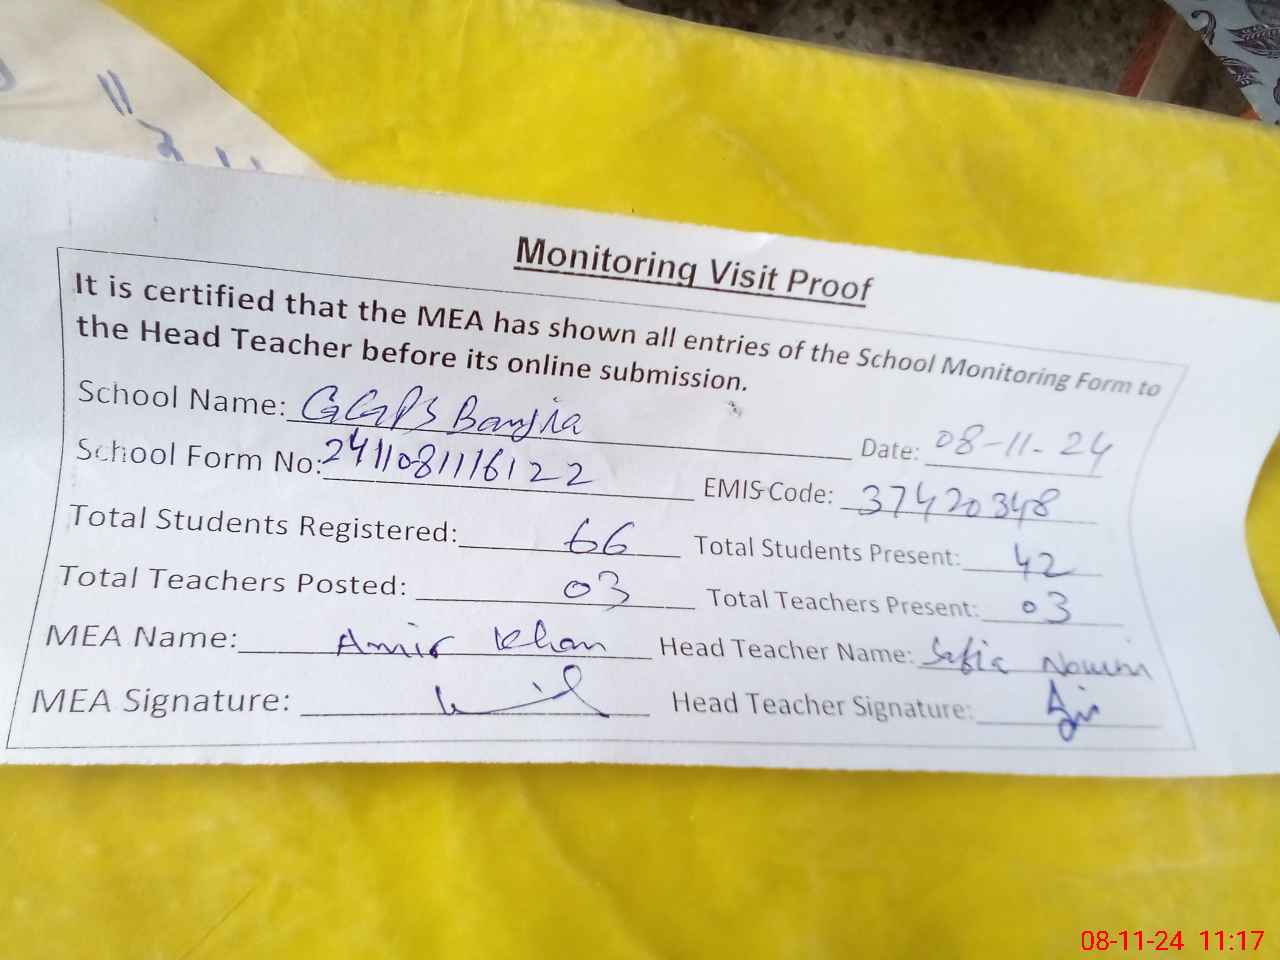 Monitoring Visit Proof
It is certified that the MEA has shown all entries of the School Monitoring Form to
the Head Teacher before its online submission.
School Name: GGPS Bangia Date: 08-11-24
School Form No: 2411081116122 EMIS Code: 37420348
Total Students Registered: 66 Total Students Present: 42
Total Teachers Posted: 03 Total Teachers Present: 03
MEA Name: Amir Khan Head Teacher Name: Safia
MEA Signature: Head Teacher Signature:
08-11-24 11:17